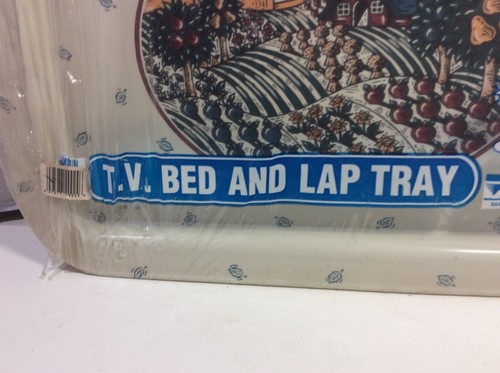 T.V. BED AND LAP TRAY